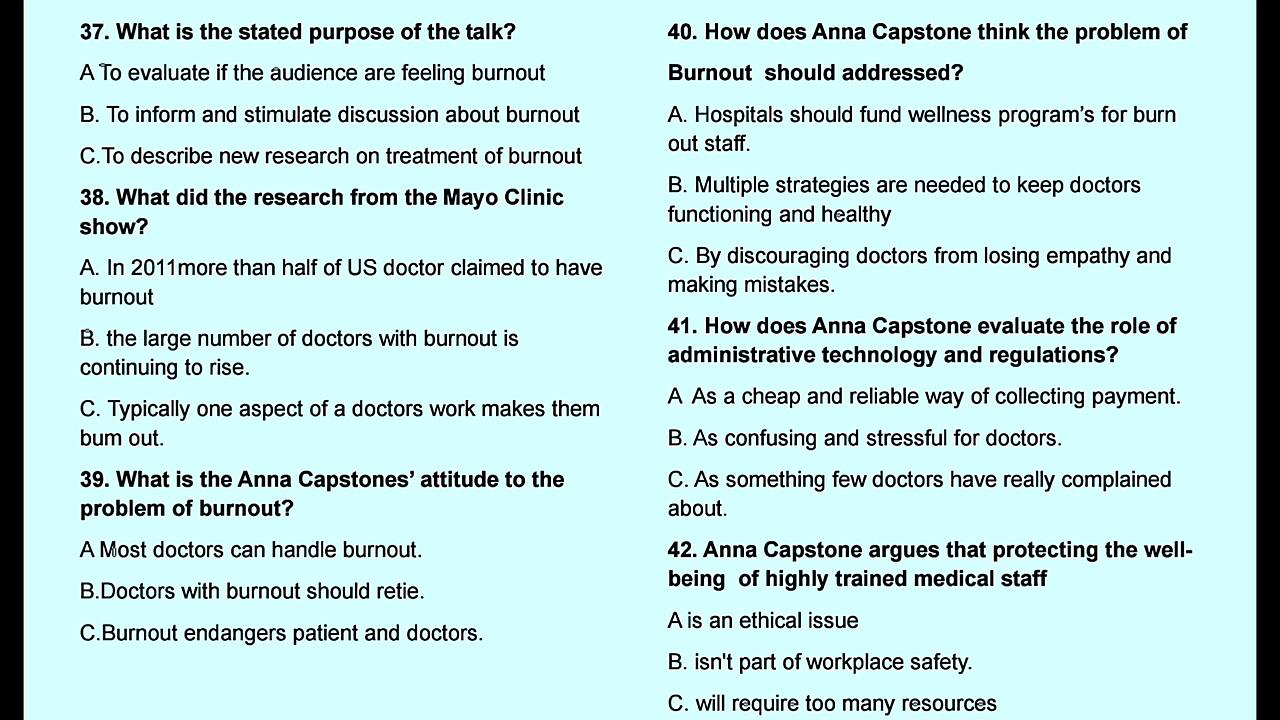 37. What is the stated purpose of the talk?
A To evaluate if the audience are feeling burnout
B. To inform and stimulate discussion about burnout
C.To describe new research on treatment of burnout
38. What did the research from the Mayo Clinic
show?
A. In 2011more than half of US doctor claimed to have
burnout
B. the large number of doctors with burnout is
continuing to rise.
C. Typically one aspect of a doctors work makes them
bum out.
39. What is the Anna Capstones’ attitude to the
problem of burnout?
A Most doctors can handle burnout.
B.Doctors with burnout should retie.
C.Burnout endangers patient and doctors.
40. How does Anna Capstone think the problem of
Burnout should addressed?
A. Hospitals should fund wellness program’s for burn
out staff.
B. Multiple strategies are needed to keep doctors
functioning and healthy
C. By discouraging doctors from losing empathy and
making mistakes.
41. How does Anna Capstone evaluate the role of
administrative technology and regulations?
A As a cheap and reliable way of collecting payment.
B. As confusing and stressful for doctors.
C. As something few doctors have really complained
about.
42. Anna Capstone argues that protecting the well-
being of highly trained medical staff
A is an ethical issue
B. isn't part of workplace safety.
C. will require too many resources